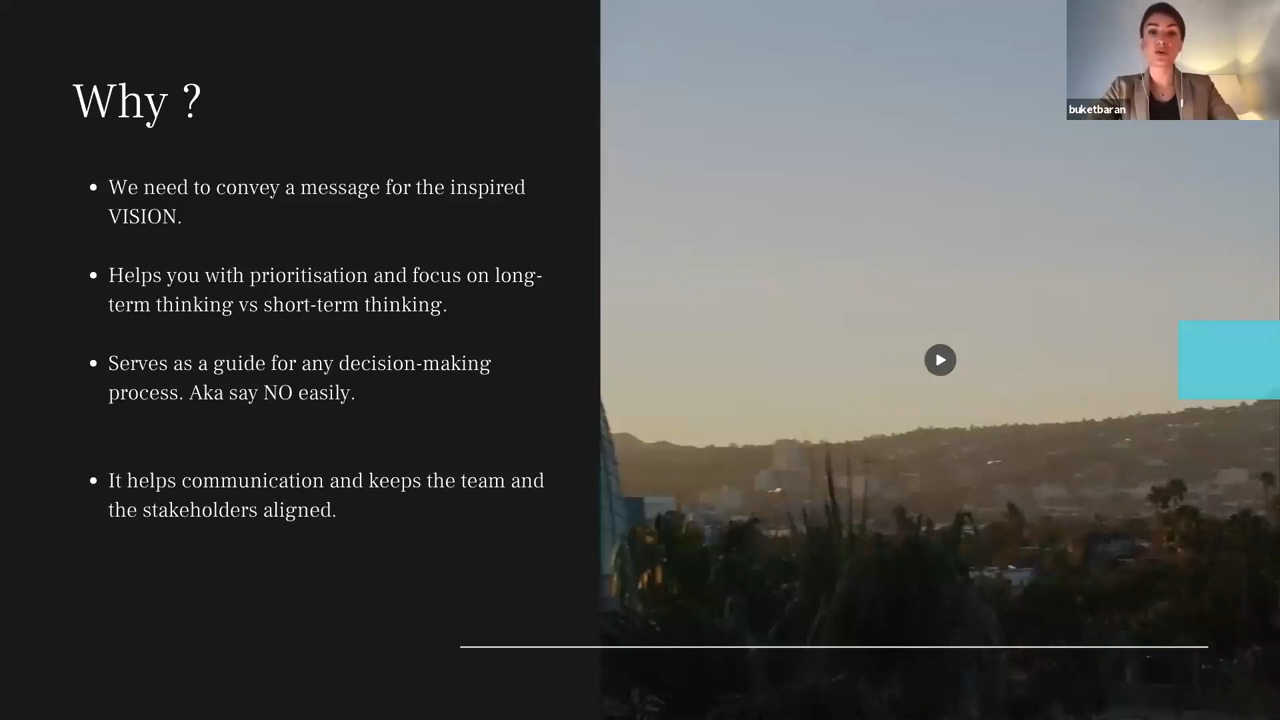 Why ?
• We need to convey a message for the inspired
VISION.
• Helps you with prioritisation and focus on long-
term thinking vs short-term thinking.
• Serves as a guide for any decision-making
process. Aka say NO easily.
• It helps communication and keeps the team and
the stakeholders aligned.
buketbaran